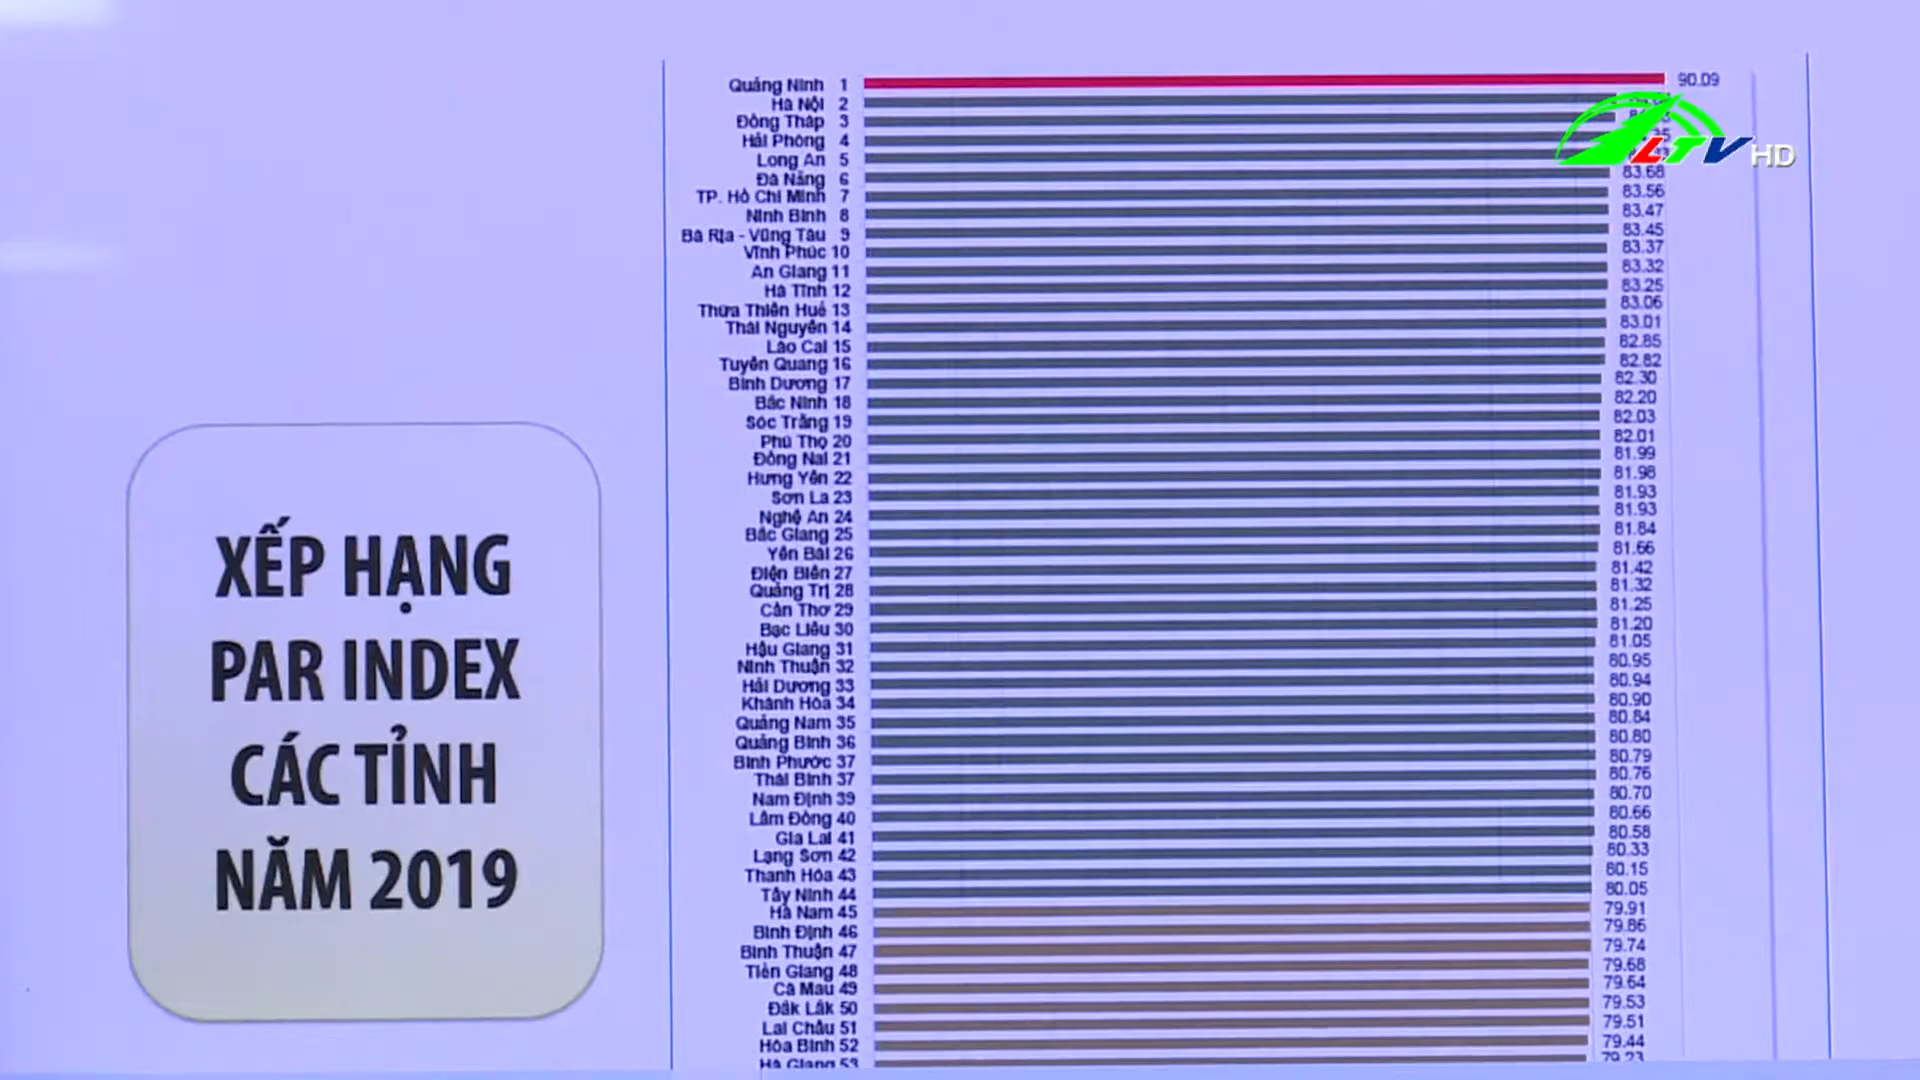 XẾP HẠNG
PAR INDEX
CÁC TỈNH
NĂM 2019
Quảng Ninh 1 90.09
Hà Nội 2
Đồng Tháp 3
Hải Phòng 4
Long An 5
Đà Nẵng 6 83.68
TP. Hồ Chí Minh 7 83.56
Ninh Bình 8 83.47
Bà Rịa - Vũng Tàu 9 83.45
Vĩnh Phúc 10 83.37
An Giang 11 83.32
Hà Tĩnh 12 83.25
Thừa Thiên Huế 13 83.06
Thái Nguyên 14 83.01
Lào Cai 15 82.85
Tuyên Quang 16 82.82
Bình Dương 17 82.30
Bắc Ninh 18 82.20
Sóc Trăng 19 82.03
Phú Thọ 20 82.01
Đồng Nai 21 81.99
Hưng Yên 22 81.98
Sơn La 23 81.93
Nghệ An 24 81.93
Bắc Giang 25 81.84
Yên Bái 26 81.66
Điện Biên 27 81.42
Quảng Trị 28 81.32
Cần Thơ 29 81.25
Bạc Liêu 30 81.20
Hậu Giang 31 81.05
Ninh Thuận 32 80.95
Hải Dương 33 80.94
Khánh Hòa 34 80.90
Quảng Nam 35 80.84
Quảng Bình 36 80.80
Bình Phước 37 80.79
Thái Bình 37 80.76
Nam Định 39 80.70
Lâm Đồng 40 80.66
Gia Lai 41 80.58
Lạng Sơn 42 80.33
Thanh Hóa 43 80.15
Tây Ninh 44 80.05
Hà Nam 45 79.91
Bình Định 46 79.86
Bình Thuận 47 79.74
Tiền Giang 48 79.68
Cà Mau 49 79.64
Đắk Lắk 50 79.53
Lai Châu 51 79.51
Hòa Bình 52 79.44
Hà Giang 53 79.23
LTV HD